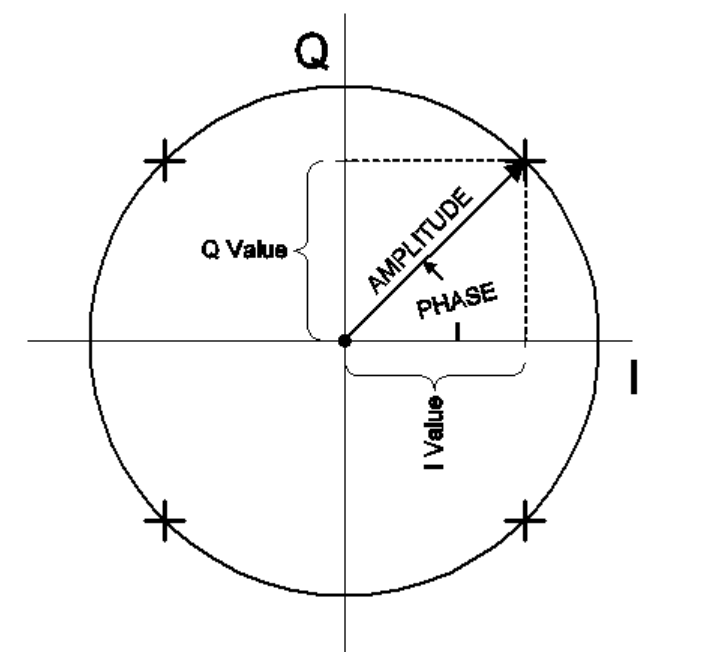 Q
AMPLITUDE
Q Value
PHASE
I
I Value